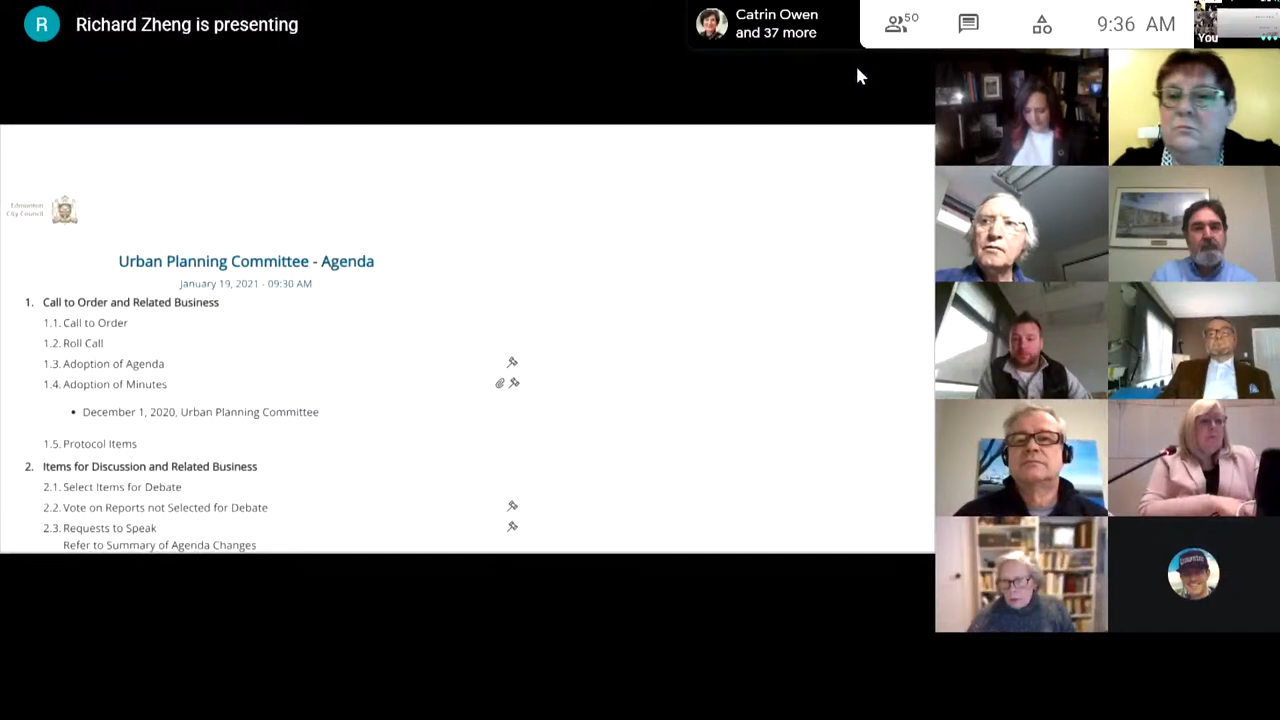 R
Richard Zheng is presenting
Catrin Owen
and 37 more
50
9:36 AM
You
Edmonton
City Council
Urban Planning Committee - Agenda
January 19, 2021 - 09:30 AM
1. Call to Order and Related Business
1.1. Call to Order
1.2. Roll Call
1.3. Adoption of Agenda
1.4. Adoption of Minutes
• December 1, 2020, Urban Planning Committee
1.5. Protocol Items
2. Items for Discussion and Related Business
2.1. Select Items for Debate
2.2. Vote on Reports not Selected for Debate
2.3. Requests to Speak
Refer to Summary of Agenda Changes